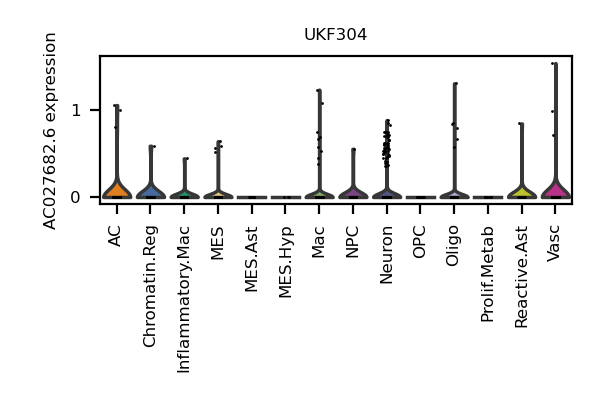 UKF304
AC027682.6 expression
1
0
AC
Chromatin.Reg
Inflammatory.Mac
MES
MES.Ast
MES.Hyp
Mac
NPC
Neuron
OPC
Oligo
Prolif.Metab
Reactive.Ast
Vasc